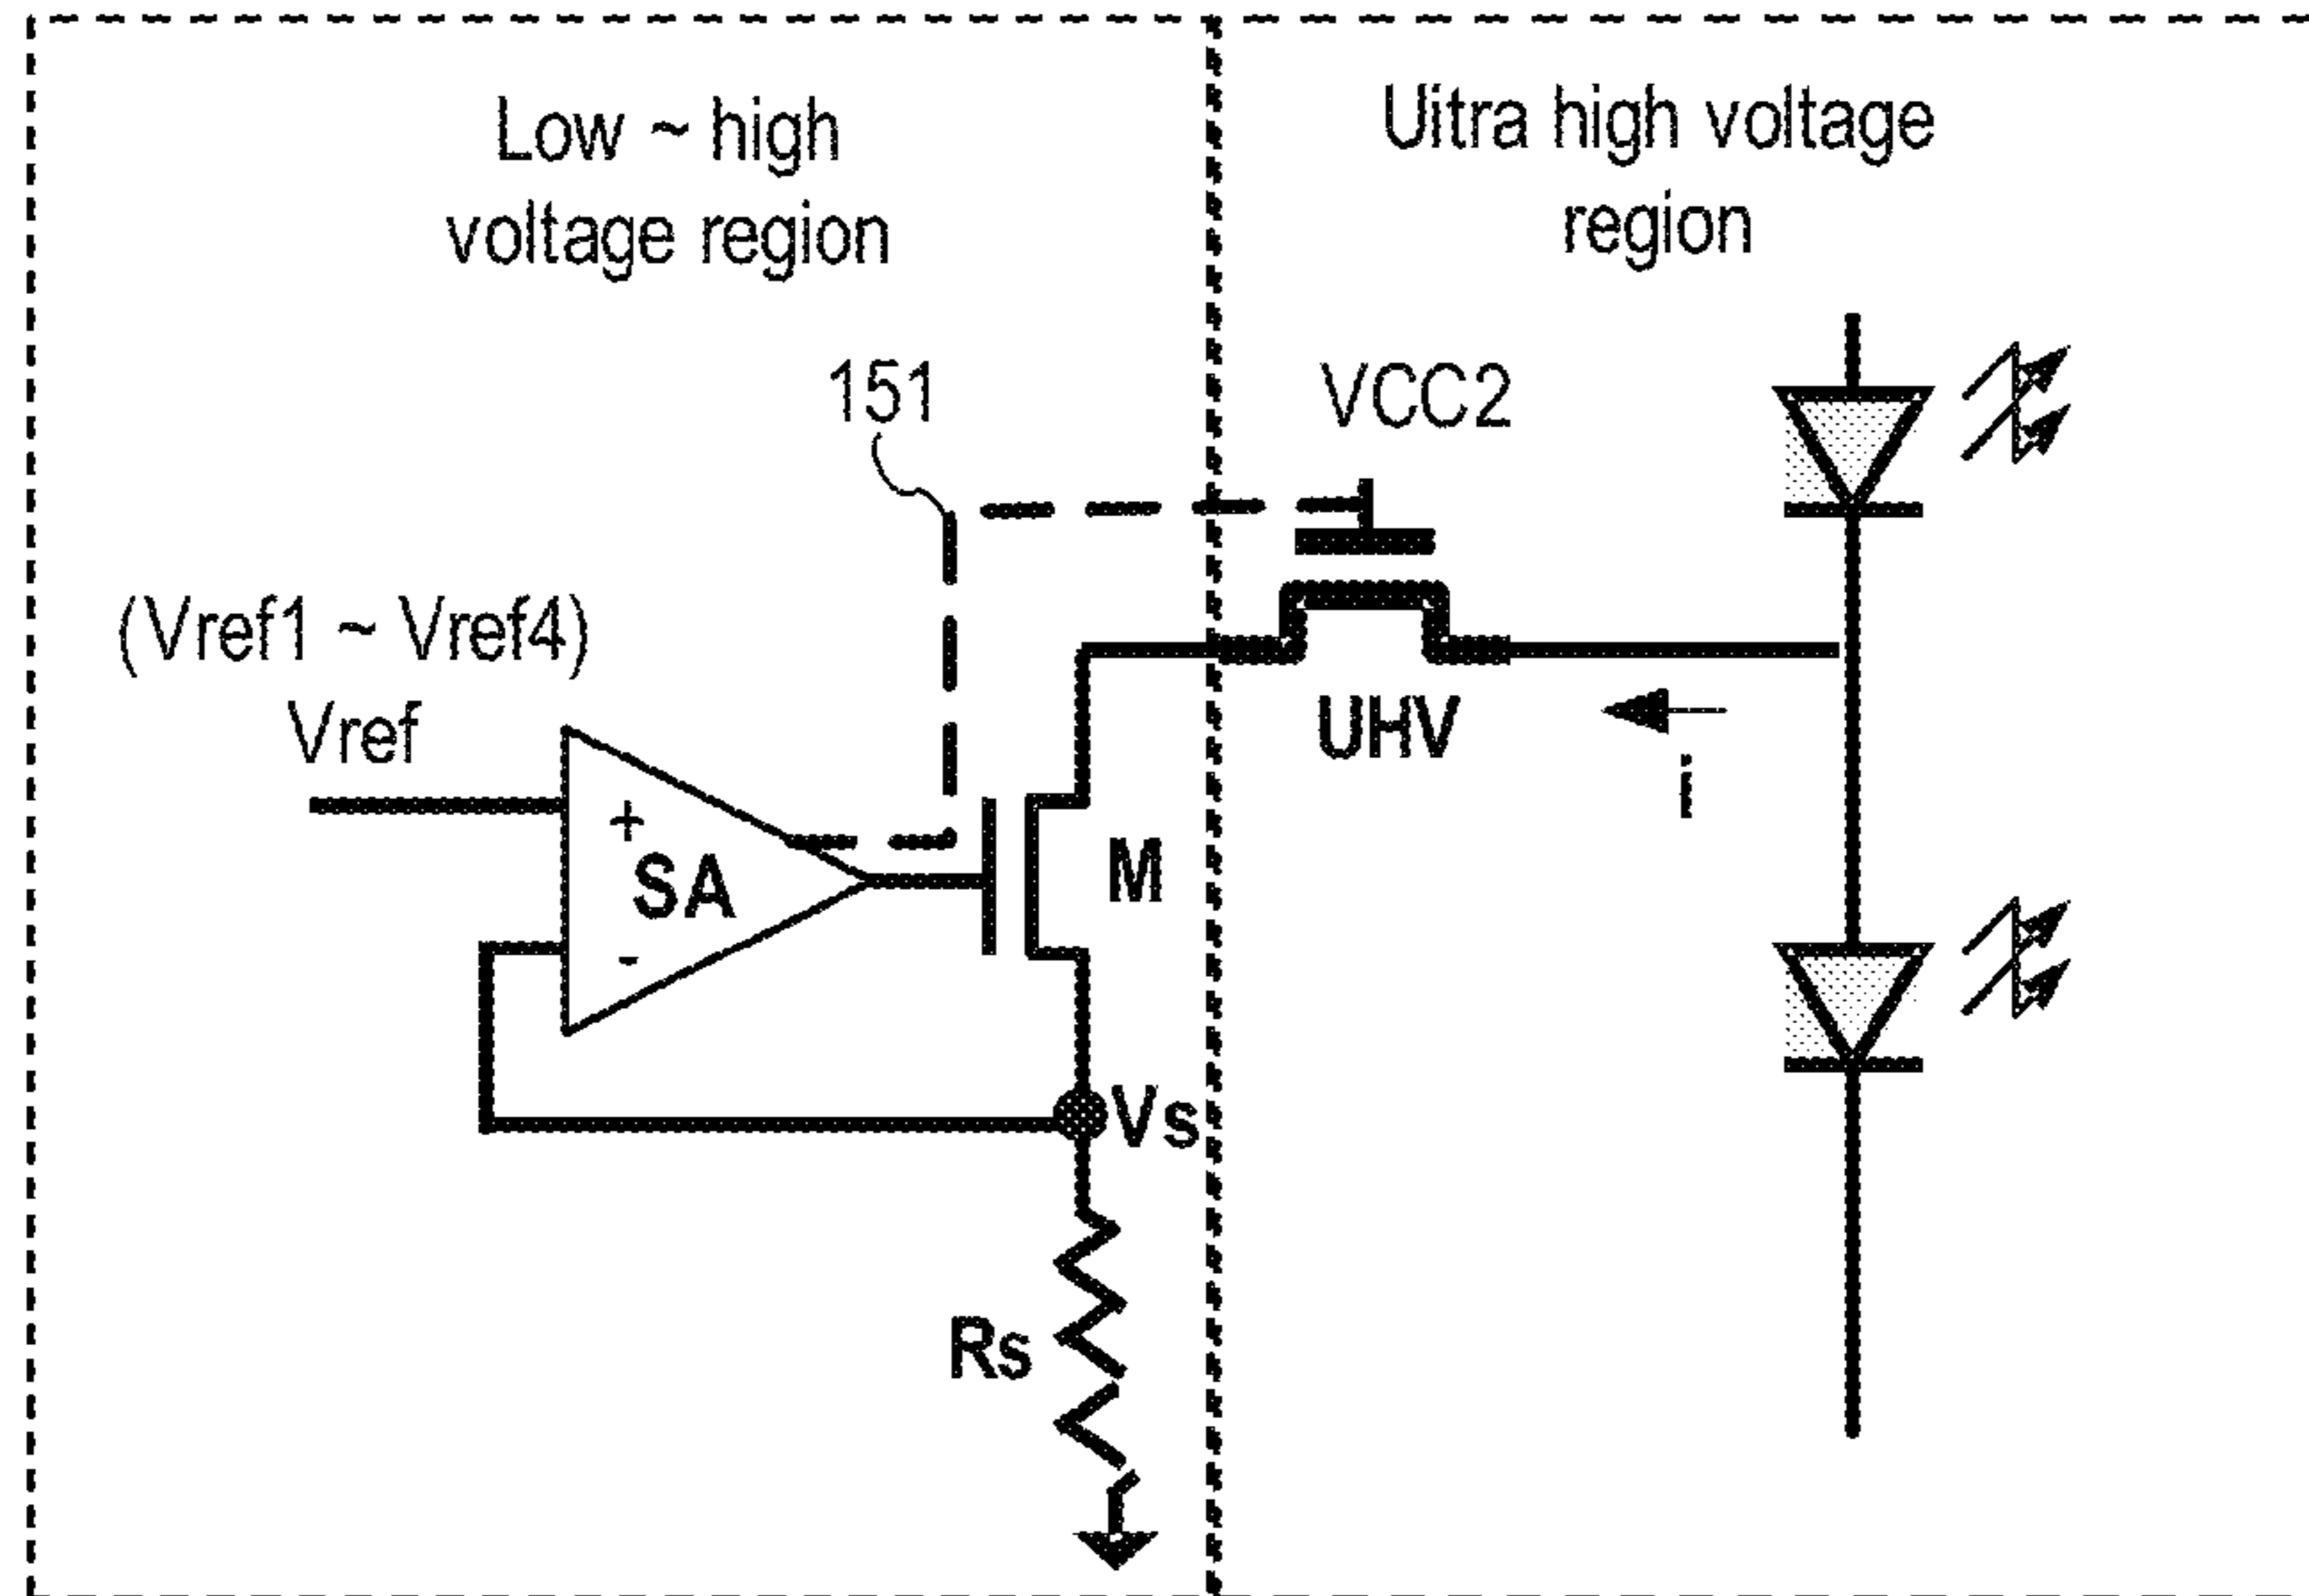 Low ~ high
voltage region
Uitra high voltage
region
151
VCC2
(Vref1 ~ Vref4)
Vref
UHV
i
+
SA
-
M
Vs
Rs